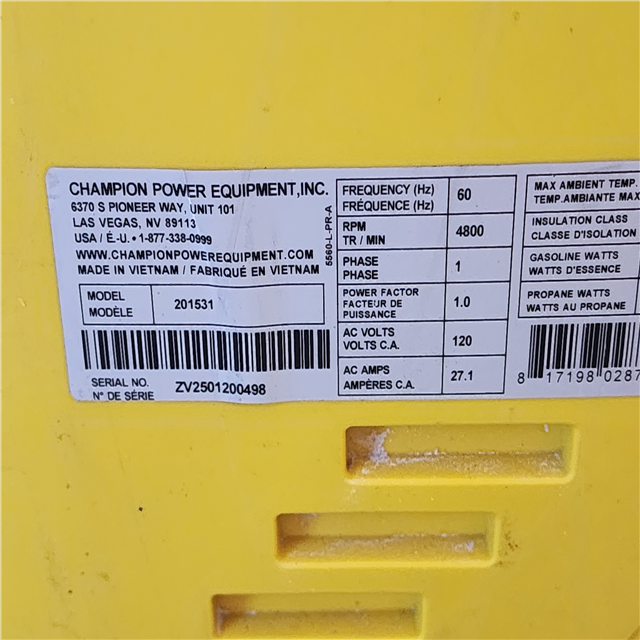 CHAMPION POWER EQUIPMENT,INC.
6370 S PIONEER WAY, UNIT 101
LAS VEGAS, NV 89113
USA / É.-U. • 1-877-338-0999
WWW.CHAMPIONPOWEREQUIPMENT.COM
MADE IN VIETNAM / FABRIQUÉ EN VIETNAM
5560-L-PR-A
MODEL
MODÈLE
201531
SERIAL NO.
N° DE SÉRIE
ZV2501200498
FREQUENCY (Hz)
FRÉQUENCE (Hz)
60
RPM
TR / MIN
4800
PHASE
PHASE
1
POWER FACTOR
FACTEUR DE
PUISSANCE
1.0
AC VOLTS
VOLTS C.A.
120
AC AMPS
AMPÈRES C.A.
27.1
MAX AMBIENT TEMP.
TEMP.AMBIANTE MAX
INSULATION CLASS
CLASSE D'ISOLATION
GASOLINE WATTS
WATTS D'ESSENCE
PROPANE WATTS
WATTS AU PROPANE
8 17198 0287